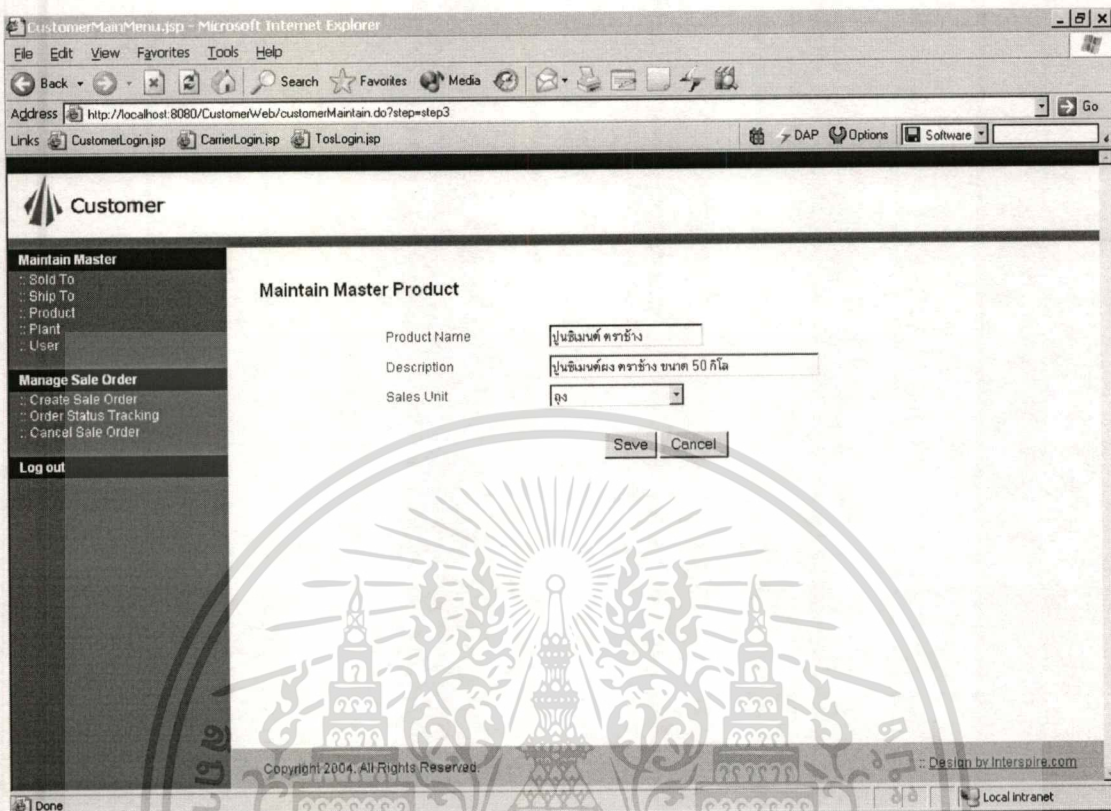 CustomerMainMenu.jsp - Microsoft Internet Explorer
File Edit View Favorites Tools Help
Back Search Favorites Media
Address http://localhost:8080/CustomerWeb/customerMaintain.do?step=step3 Go
Links CustomerLogin.jsp CarrierLogin.jsp TosLogin.jsp DAP Options Software
Customer
Maintain Master
:: Sold To
:: Ship To
:: Product
:: Plant
:: User
Manage Sale Order
:: Create Sale Order
:: Order Status Tracking
:: Cancel Sale Order
Log out
Maintain Master Product
Product Name ปูนซิเมนต์ ตราช้าง
Description ปูนซิเมนต์ผง ตราช้าง ขนาด 50 กิโล
Sales Unit ถุง
Save Cancel
Copyright 2004. All Rights Reserved.
:: Design by Interspire.com
Done Local intranet